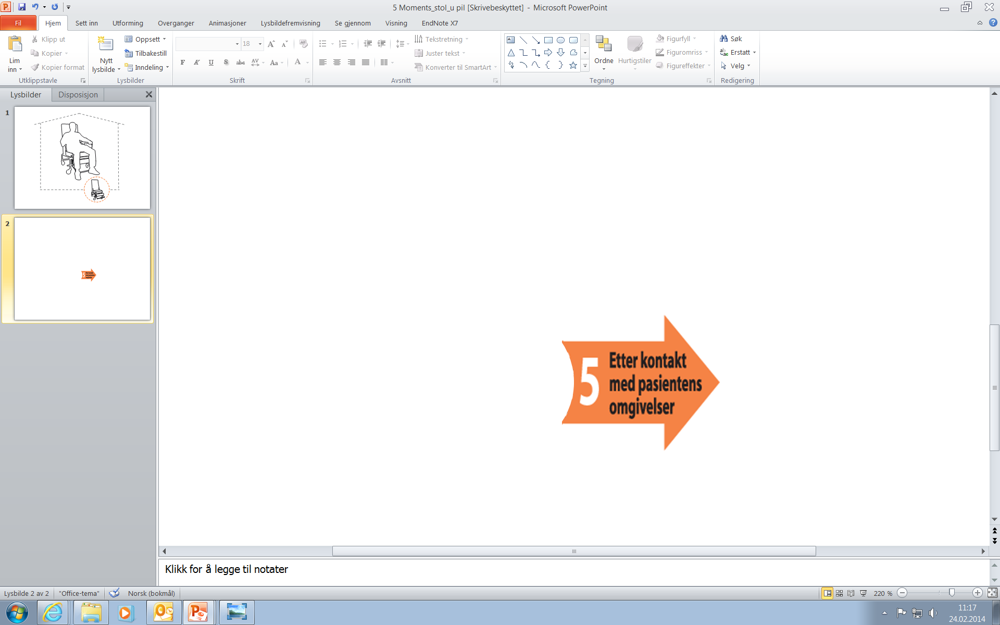 5 Moments_stol_u pil [Skrivebeskyttet] - Microsoft PowerPoint
Fil Hjem Sett inn Utforming Overganger Animasjoner Lysbildefremvisning Se gjennom Visning EndNote X7
Lim inn
Klipp ut
Kopier
Kopier format
Utklippstavle
Nytt lysbilde
Oppsett
Tilbakestill
Inndeling
Lysbilder
18
F K U S abc AV Aa A
Skrift
Tekstretning
Juster tekst
Konverter til SmartArt
Avsnitt
Ordne
Hurtigstiler
Figurfyll
Figuromriss
Figureffekter
Tegning
Søk
Erstatt
Velg
Redigering
Lysbilder Disposisjon
1
2
5
Etter kontakt
med pasientens
omgivelser
Klikk for å legge til notater
Lysbilde 2 av 2 "Office-tema" Norsk (bokmål) 220 %
11:17
24.02.2014